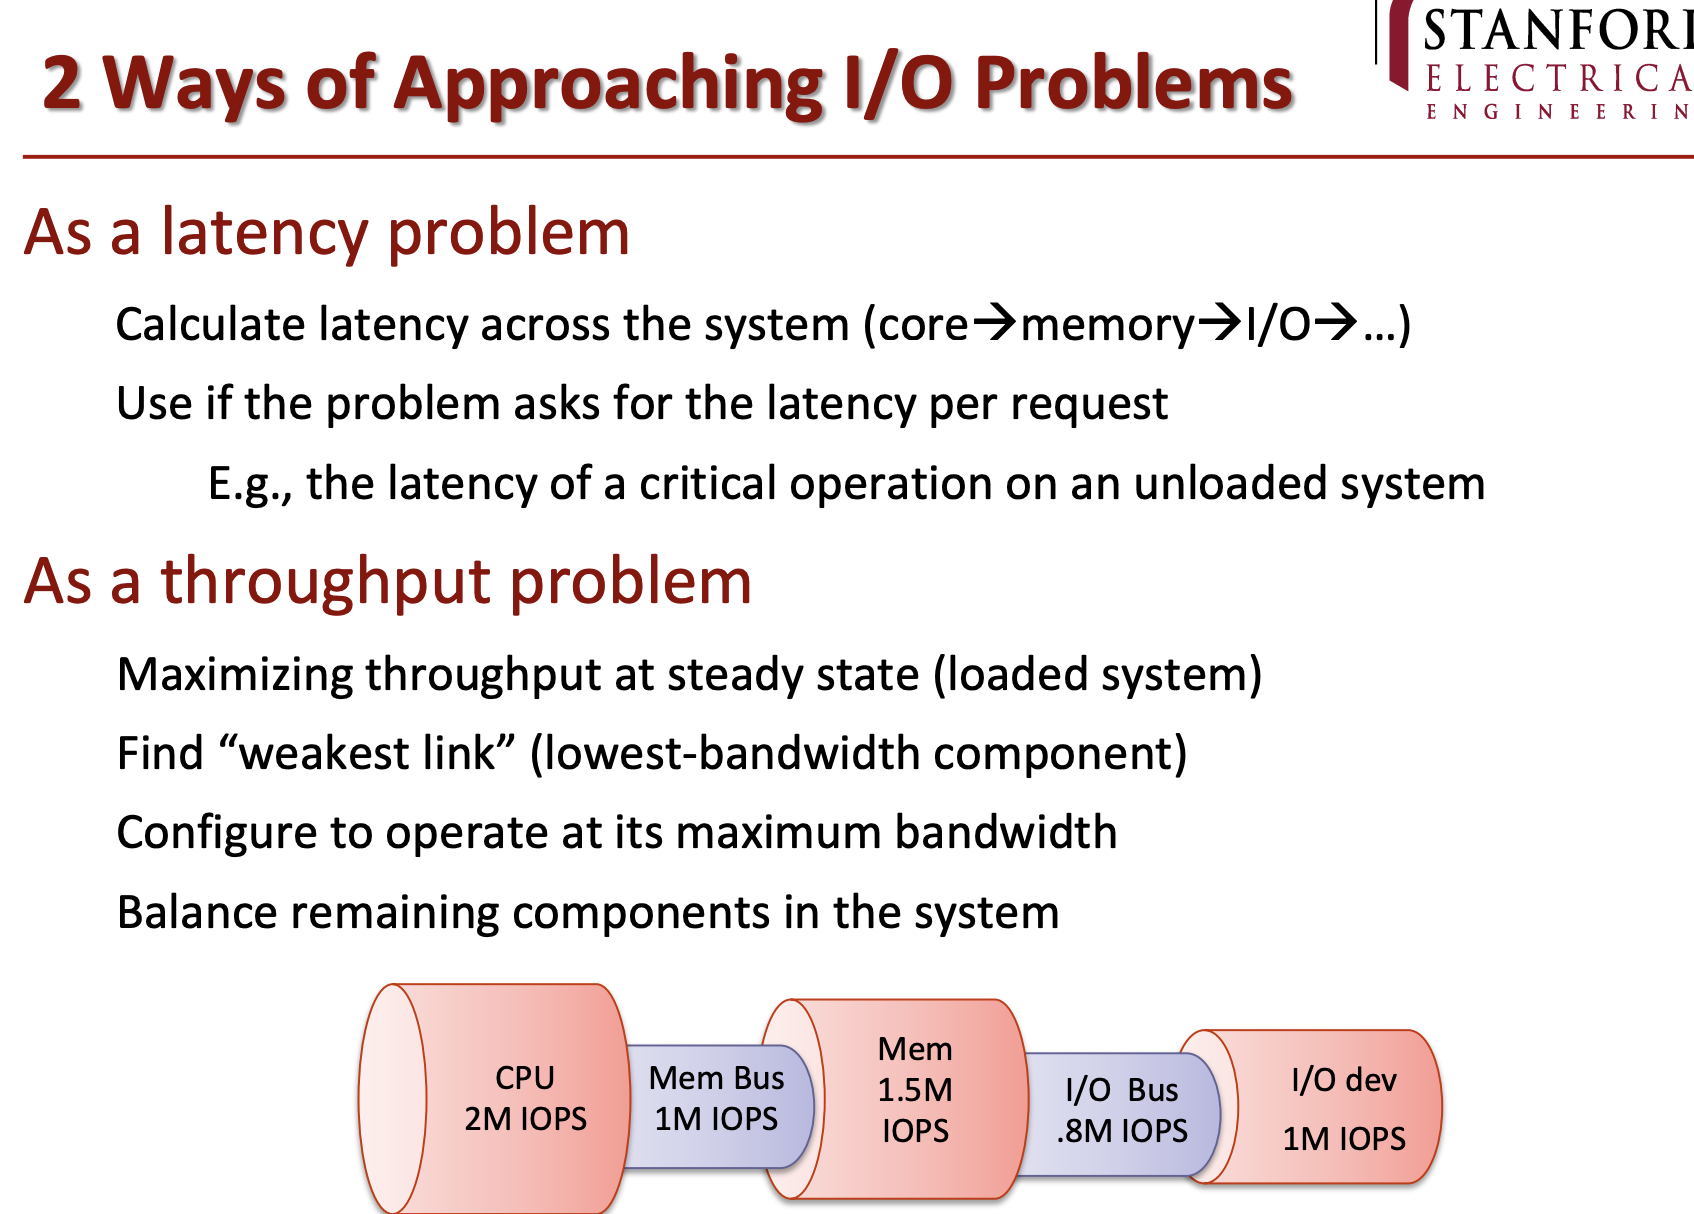 2 Ways of Approaching I/O Problems
STANFOR
ELECTRICA
ENGINEERIN
As a latency problem
Calculate latency across the system (core→memory→I/O→...)
Use if the problem asks for the latency per request
E.g., the latency of a critical operation on an unloaded system
As a throughput problem
Maximizing throughput at steady state (loaded system)
Find “weakest link” (lowest-bandwidth component)
Configure to operate at its maximum bandwidth
Balance remaining components in the system
CPU
2M IOPS
Mem Bus
1M IOPS
Mem
1.5M
IOPS
I/O Bus
.8M IOPS
I/O dev
1M IOPS